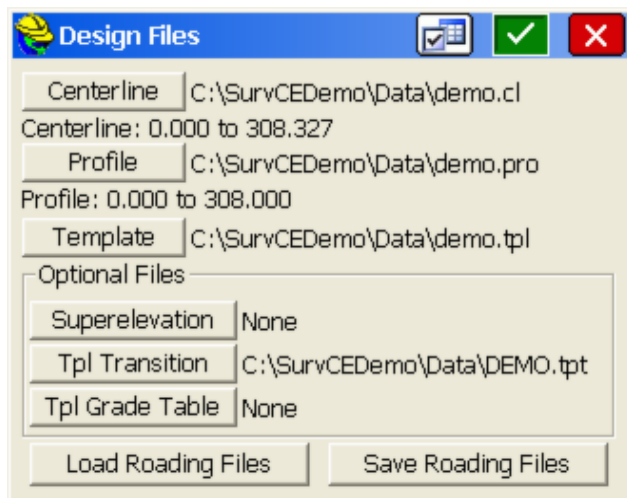 Design Files
Centerline C:\SurvCEDemo\Data\demo.cl
Centerline: 0.000 to 308.327
Profile C:\SurvCEDemo\Data\demo.pro
Profile: 0.000 to 308.000
Template C:\SurvCEDemo\Data\demo.tpl
Optional Files
Superelevation None
Tpl Transition C:\SurvCEDemo\Data\DEMO.tpt
Tpl Grade Table None
Load Roading Files Save Roading Files